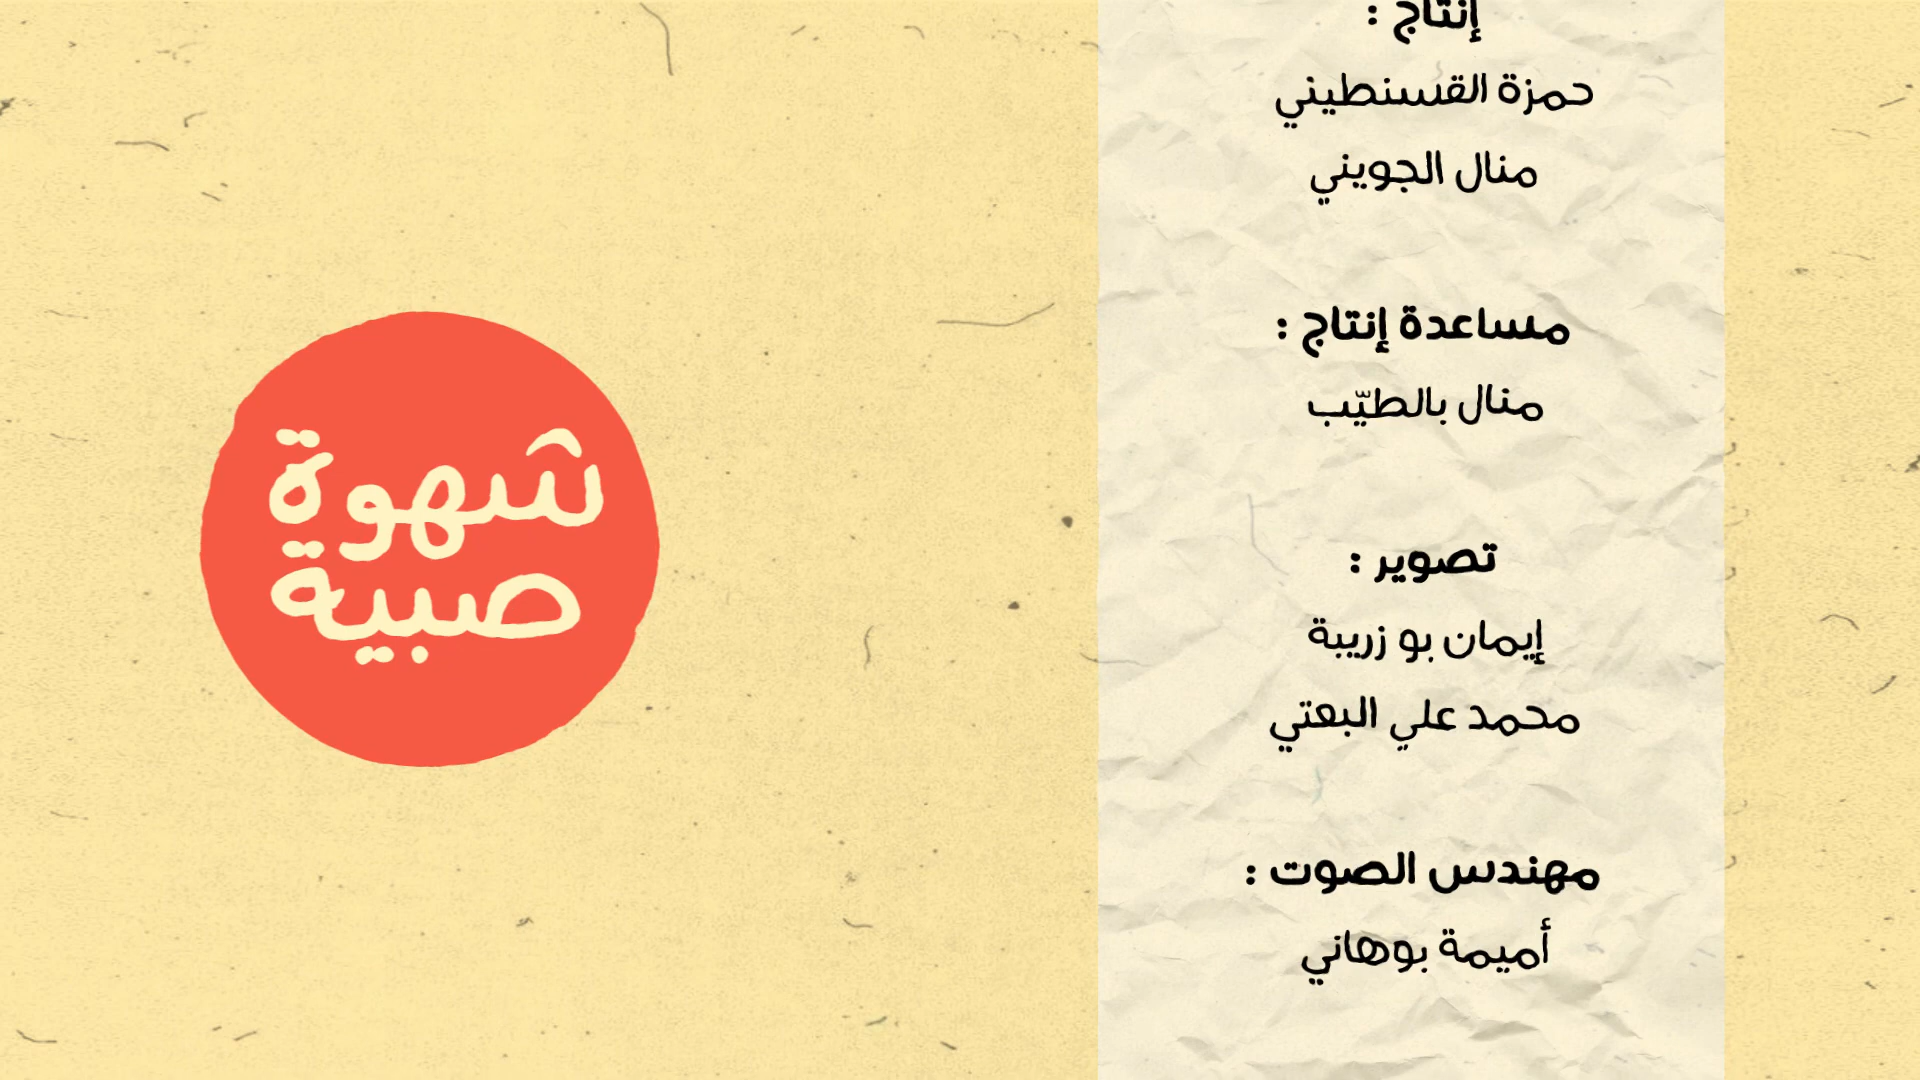 شهوة
صبية
إنتاج :
حمزة القسنطيني
منال الجويني
مساعدة إنتاج :
منال بالطيّب
تصوير :
إيمان بو زريبة
محمد علي البعتي
مهندس الصوت :
أميمة بوهاني